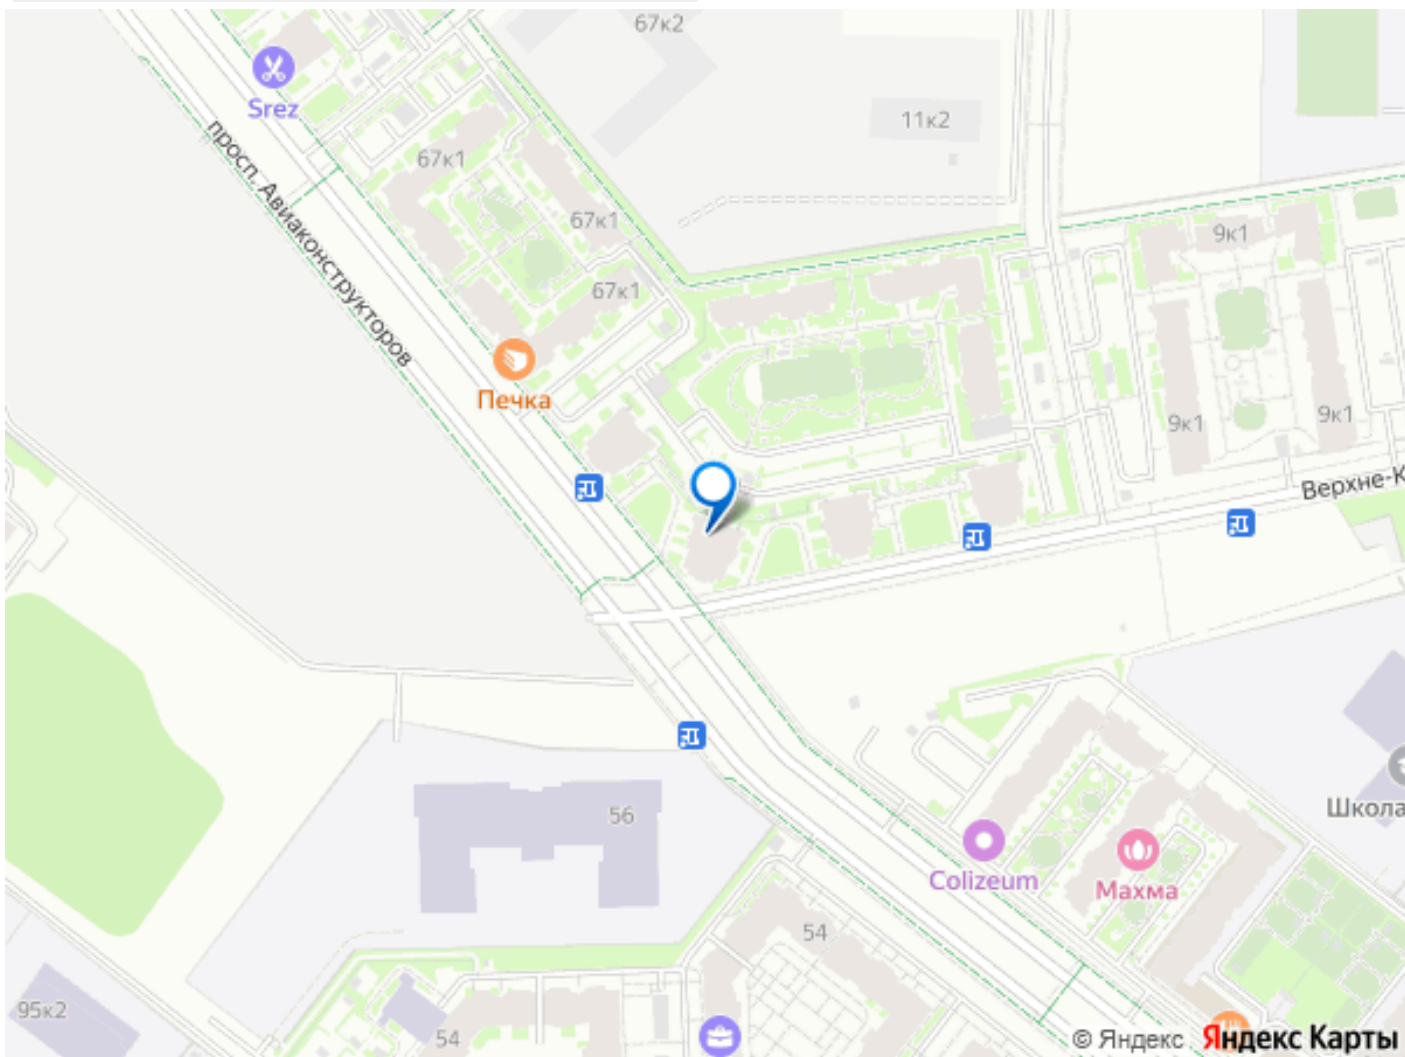 67к2
Srez
11к2
67к1
просп. Авиаконструкторов
67к1
9к1
67к1
Печка
9к1
9к1
Верхне-К
56
Школа
Colizeum
Махма
54
95к2
54
© Яндекс Яндекс Карты